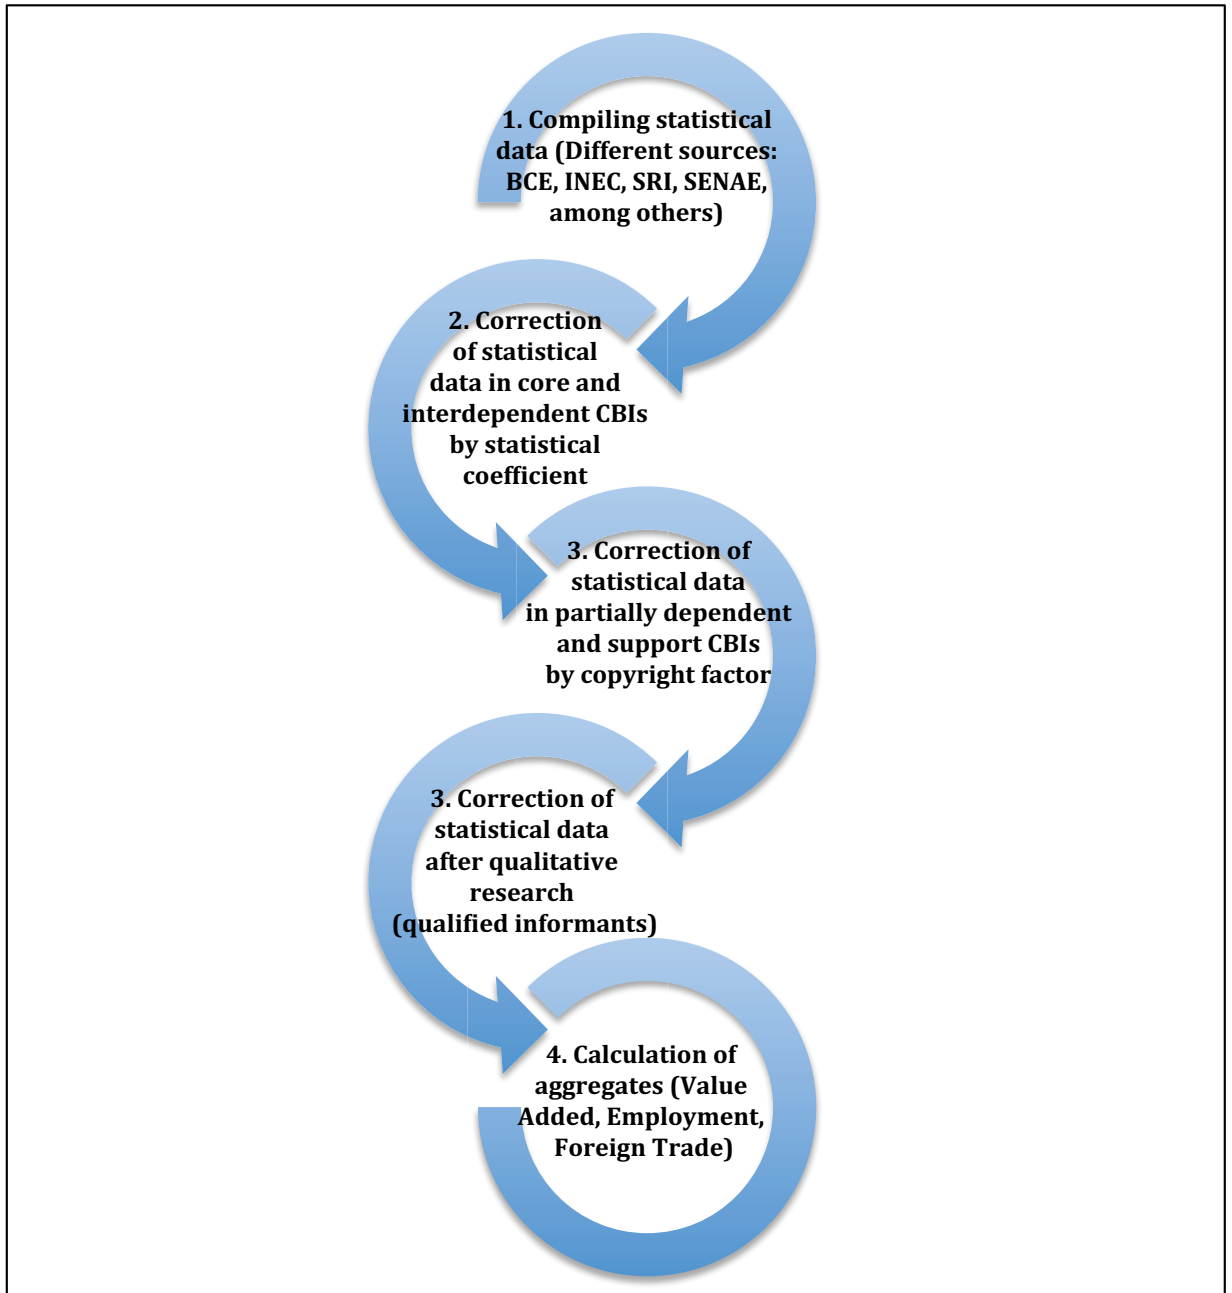 1. Compiling statistical
data (Different sources:
BCE, INEC, SRI, SENAE,
among others)
2. Correction
of statistical
data in core and
interdependent CBIs
by statistical
coefficient
3. Correction of
statistical data
in partially dependent
and support CBIs
by copyright factor
3. Correction of
statistical data
after qualitative
research
(qualified informants)
4. Calculation of
aggregates (Value
Added, Employment,
Foreign Trade)